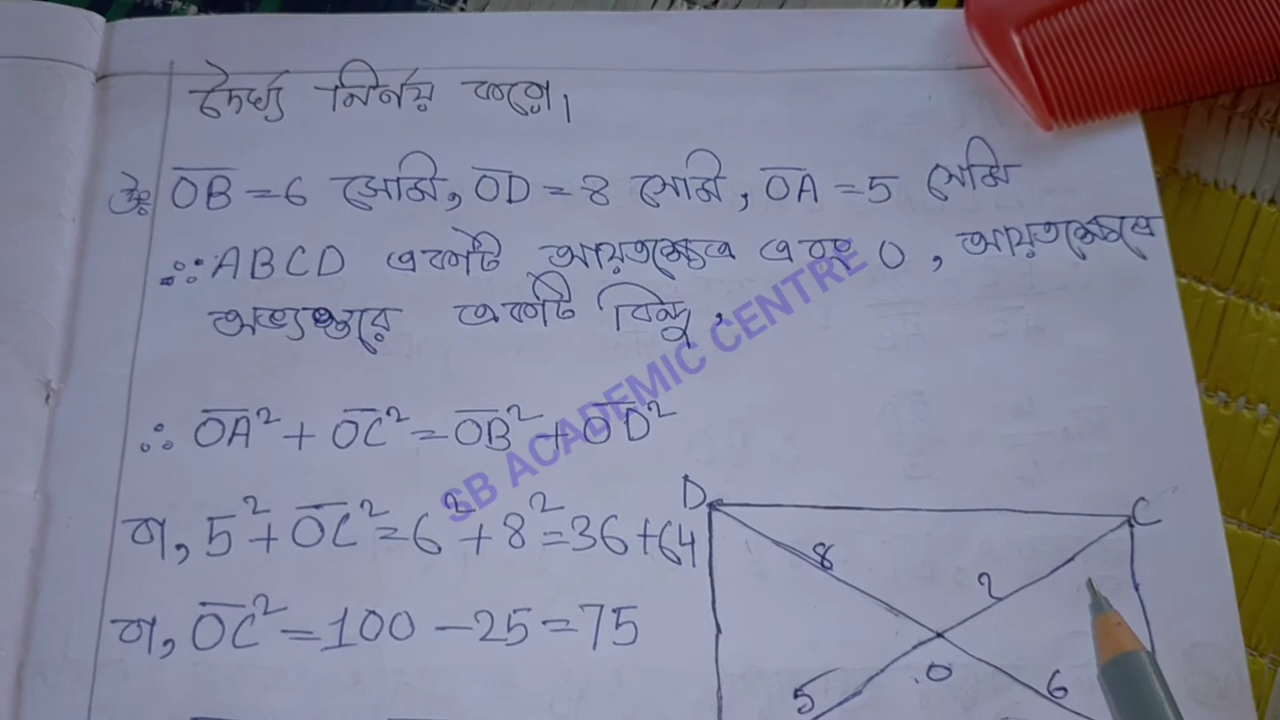 দৈর্ঘ্য নির্নয় করো।
উঃ OB = 6 সেমি, OD = 8 সেমি, OA = 5 সেমি
∴ ABCD একটি আয়তক্ষেত্র এবং O, আয়তক্ষেত্রের
অভ্যন্তরে একটি বিন্দু,
∴ OA² + OC² = OB² + OD²
বা, 5² + OC² = 6² + 8² = 36 + 64
বা, OC² = 100 - 25 = 75
D
C
8
?
O
5
6
SB ACADEMIC CENTRE